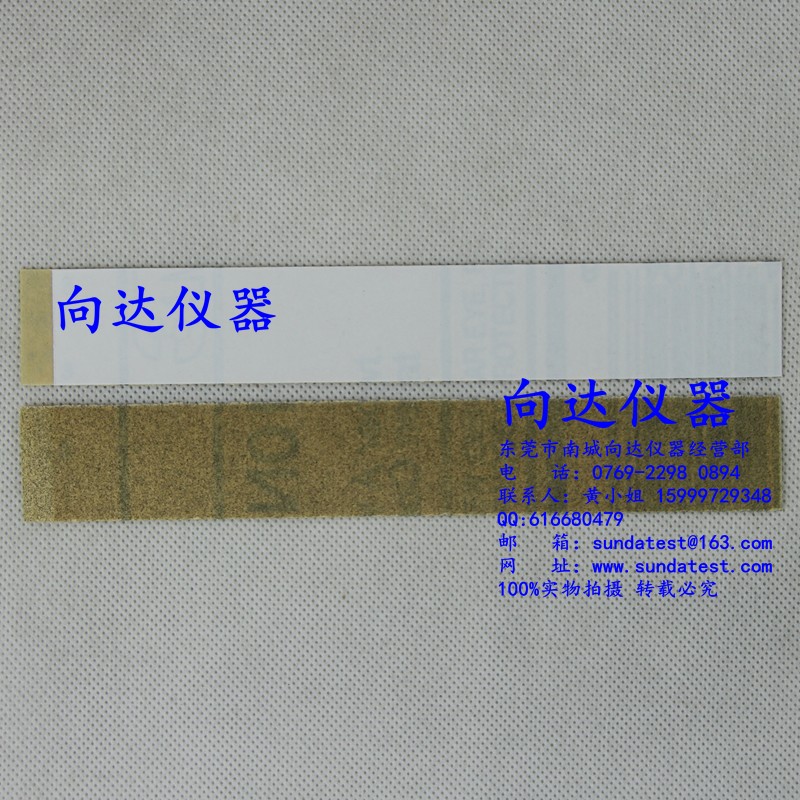 向达仪器
向达仪器
东莞市南城向达仪器经营部
电 话：0769-2298 0894
联系人：黄小姐 15999729348
QQ:616680479
邮 箱：sundatest@163.com
网 址：www.sundatest.com
100%实物拍摄 转载必究